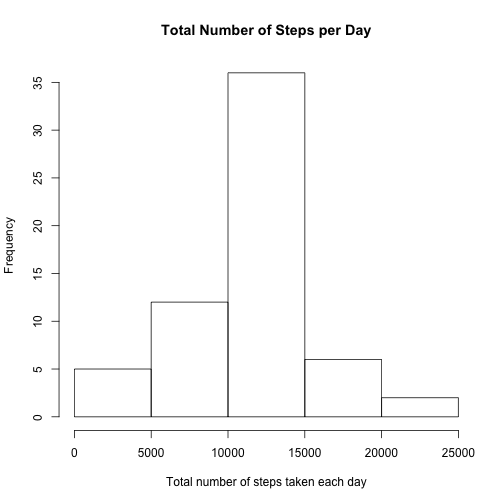 Total Number of Steps per Day
Frequency
35
30
25
20
15
10
5
0
0 5000 10000 15000 20000 25000
Total number of steps taken each day